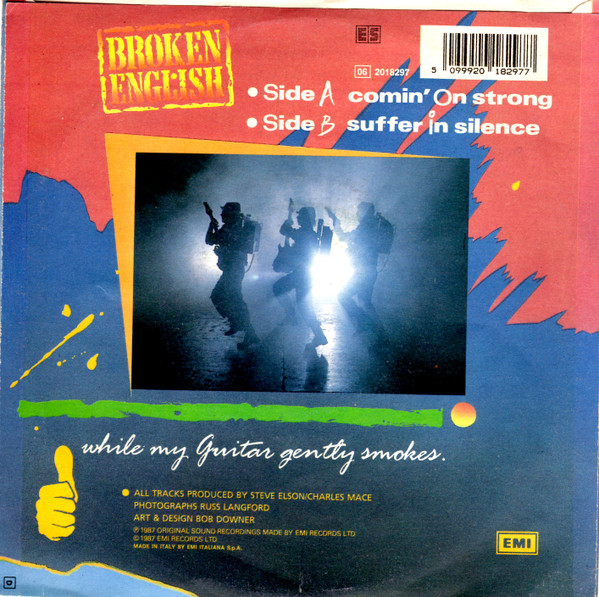 BROKEN
ENGLISH
ES
06 2018297
5 099920 182977
• Side A comin' On strong
• Side B suffer in silence
while my Guitar gently smokes.
• ALL TRACKS PRODUCED BY STEVE ELSON/CHARLES MACE
PHOTOGRAPHS RUSS LANGFORD
ART & DESIGN BOB DOWNER
℗ 1987 ORIGINAL SOUND RECORDINGS MADE BY EMI RECORDS LTD
© 1987 EMI RECORDS LTD
MADE IN ITALY BY EMI ITALIANA S.p.A.
EMI
D